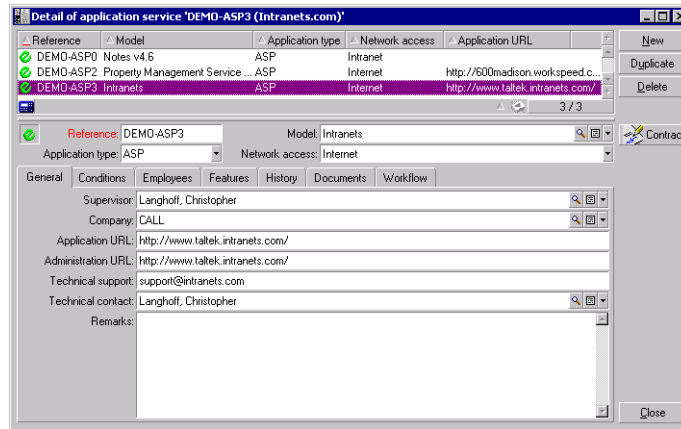 Detail of application service 'DEMO-ASP3 (Intranets.com)'
Reference Model Application type Network access Application URL
DEMO-ASP0 Notes v4.6 ASP Intranet
DEMO-ASP2 Property Management Service ... ASP Internet http://600madison.workspeed.c...
DEMO-ASP3 Intranets ASP Internet http://www.taltek.intranets.com/
3 / 3
New
Duplicate
Delete
Contrac
Reference: DEMO-ASP3 Model: Intranets
Application type: ASP Network access: Internet
General Conditions Employees Features History Documents Workflow
Supervisor: Langhoff, Christopher
Company: CALL
Application URL: http://www.taltek.intranets.com/
Administration URL: http://www.taltek.intranets.com/
Technical support: support@intranets.com
Technical contact: Langhoff, Christopher
Remarks:
Close